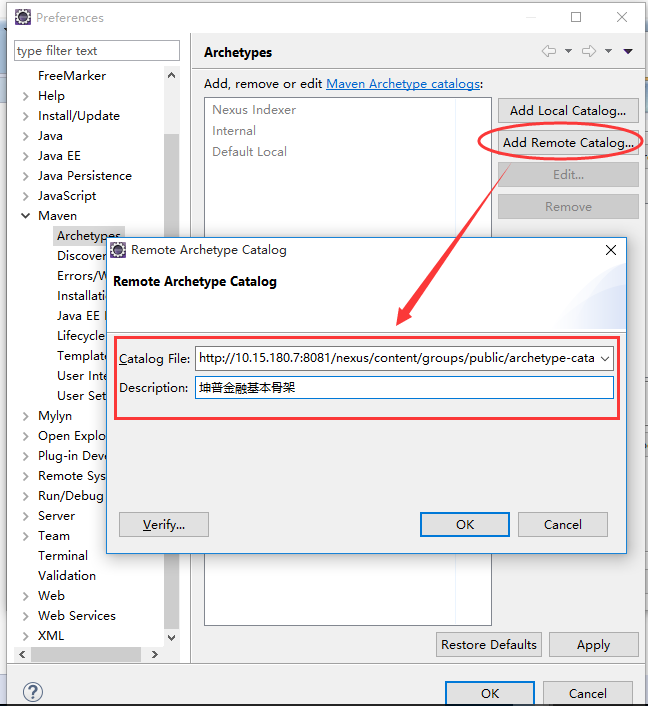 Preferences
type filter text
FreeMarker
Help
Install/Update
Java
Java EE
Java Persistence
JavaScript
Maven
Archetypes
Discover
Errors/W
Installati
Java EE I
Lifecycle
Templat
User Inte
User Set
Mylyn
Open Explo
Plug-in Deve
Remote Sys
Run/Debug
Server
Team
Terminal
Validation
Web
Web Services
XML
Archetypes
Add, remove or edit Maven Archetype catalogs:
Nexus Indexer
Internal
Default Local
Add Local Catalog...
Add Remote Catalog...
Edit...
Remove
Remote Archetype Catalog
Remote Archetype Catalog
Catalog File: http://10.15.180.7:8081/nexus/content/groups/public/archetype-cata
Description: 坤普金融基本骨架
Verify...
OK
Cancel
Restore Defaults
Apply
?
OK
Cancel